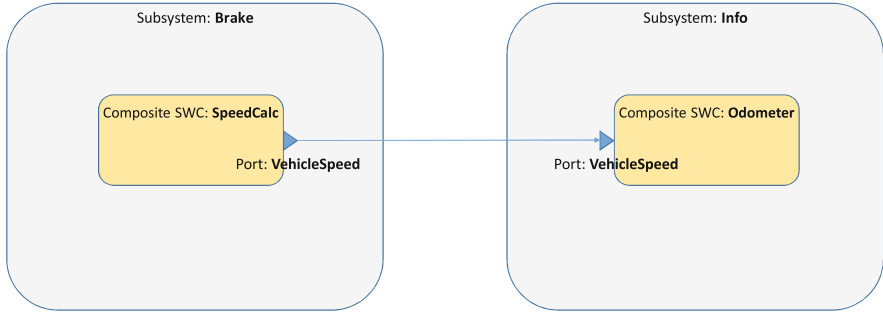 Subsystem: Brake
Subsystem: Info
Composite SWC: SpeedCalc
Composite SWC: Odometer
Port: VehicleSpeed
Port: VehicleSpeed